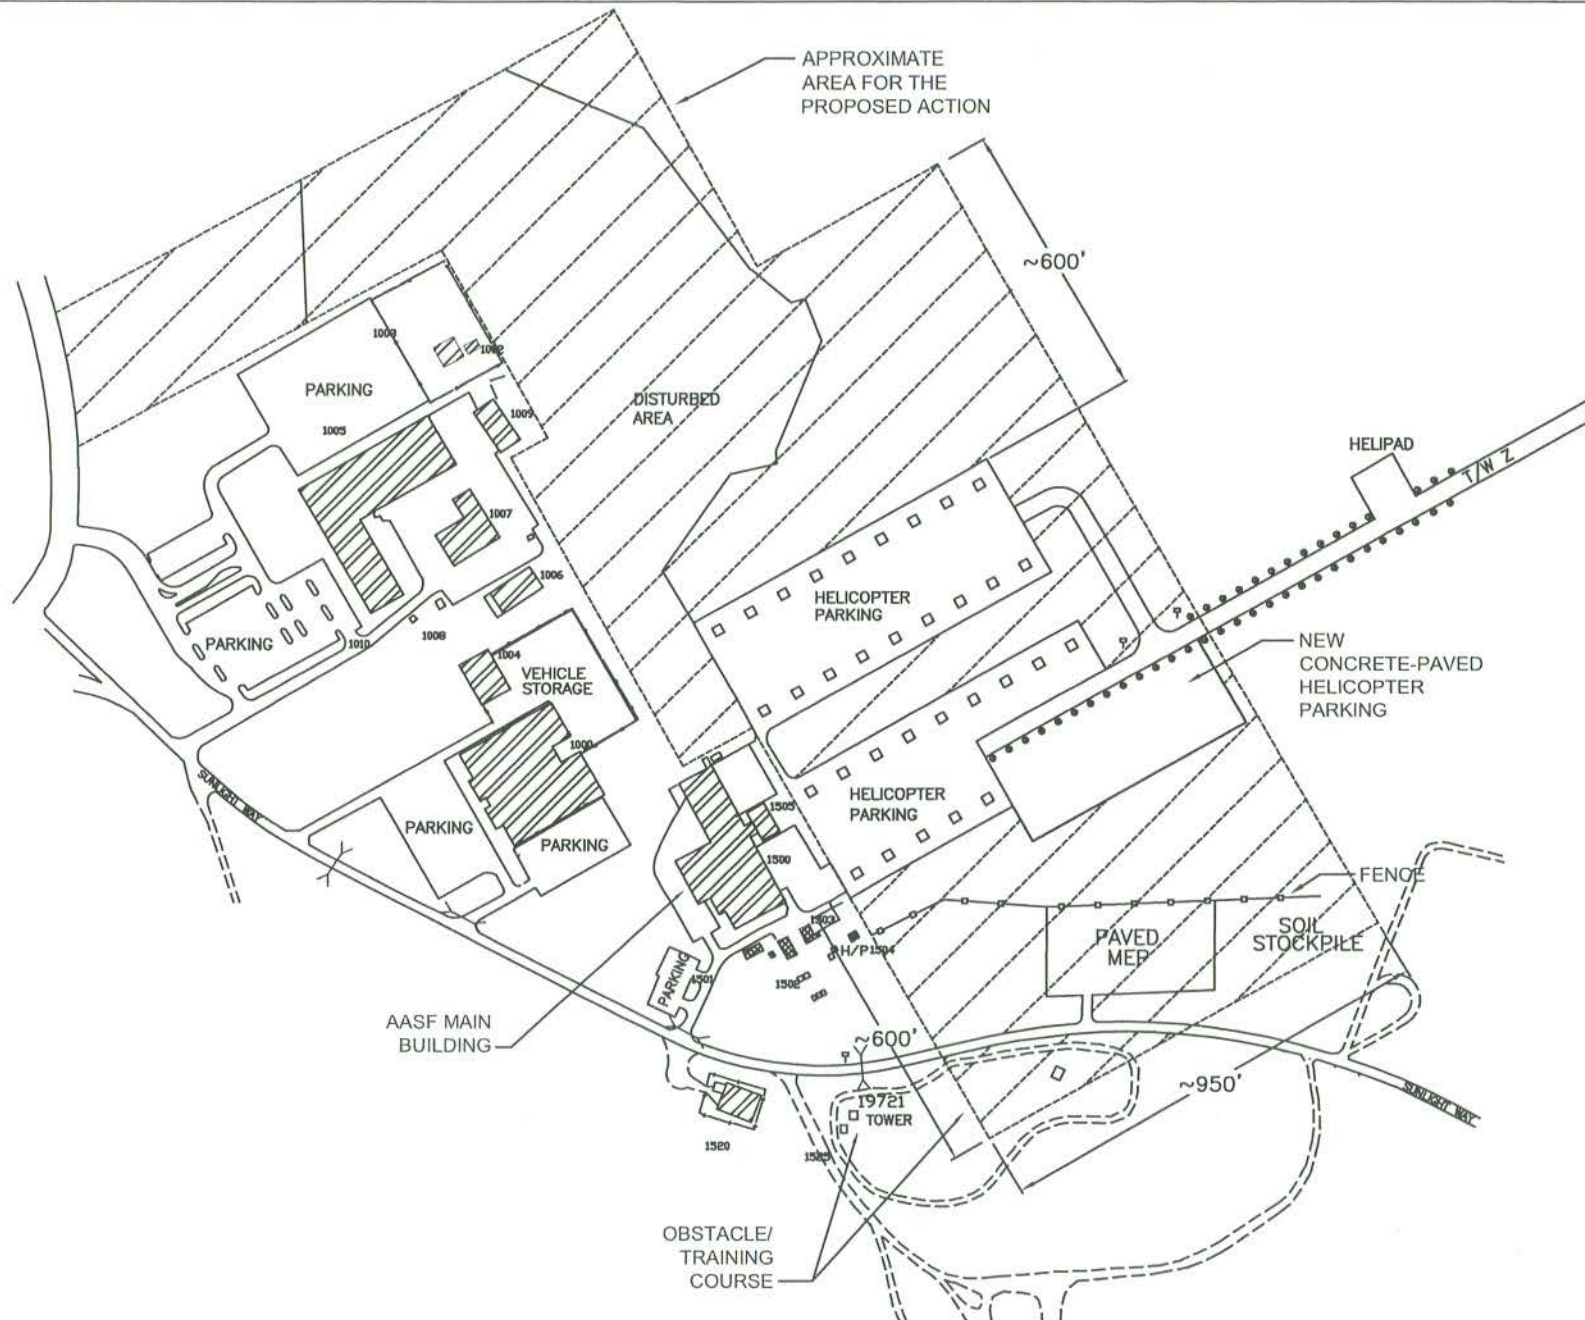 APPROXIMATE
AREA FOR THE
PROPOSED ACTION
~600'
1003
1002
PARKING
DISTURBED
AREA
1009
1005
HELIPAD
T/W Z
1007
1006
HELICOPTER
PARKING
1008
PARKING
1010
NEW
CONCRETE-PAVED
HELICOPTER
PARKING
1004
VEHICLE
STORAGE
1000
SUNLIGHT WAY
HELICOPTER
PARKING
1505
PARKING
PARKING
1500
FENCE
1503
SOIL
STOCKPILE
PAVED
MEP
H/P1504
PARKING
1501
1502
AASF MAIN
BUILDING
~600'
~950'
SUNLIGHT WAY
19721
TOWER
1520
1525
OBSTACLE/
TRAINING
COURSE